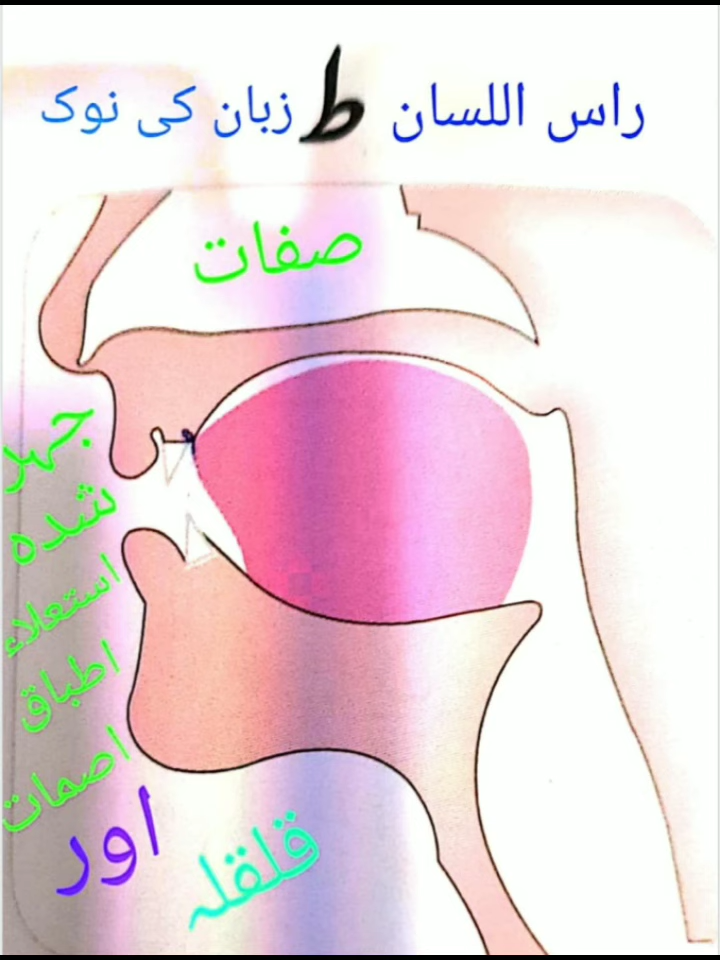 راس اللسان ط زبان کی نوک
صفات
جہر
شدہ
استعلاء
اطباق
اصمات
اور
قلقلہ